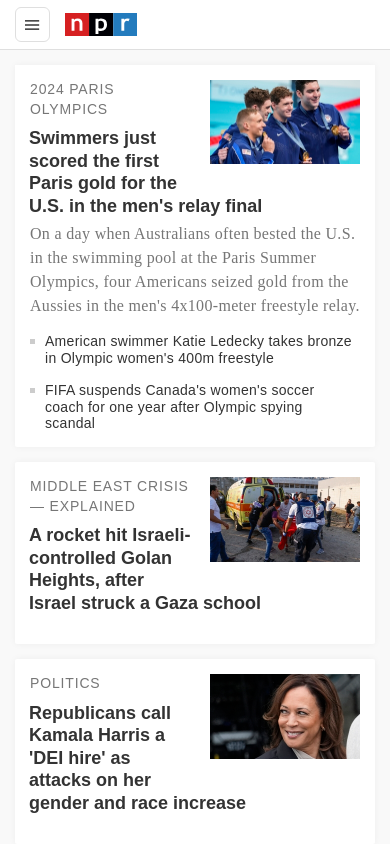 npr
2024 PARIS
OLYMPICS
Swimmers just
scored the first
Paris gold for the
U.S. in the men's relay final
On a day when Australians often bested the U.S.
in the swimming pool at the Paris Summer
Olympics, four Americans seized gold from the
Aussies in the men's 4x100-meter freestyle relay.
American swimmer Katie Ledecky takes bronze
in Olympic women's 400m freestyle
FIFA suspends Canada's women's soccer
coach for one year after Olympic spying
scandal
MIDDLE EAST CRISIS
— EXPLAINED
A rocket hit Israeli-
controlled Golan
Heights, after
Israel struck a Gaza school
POLITICS
Republicans call
Kamala Harris a
'DEI hire' as
attacks on her
gender and race increase